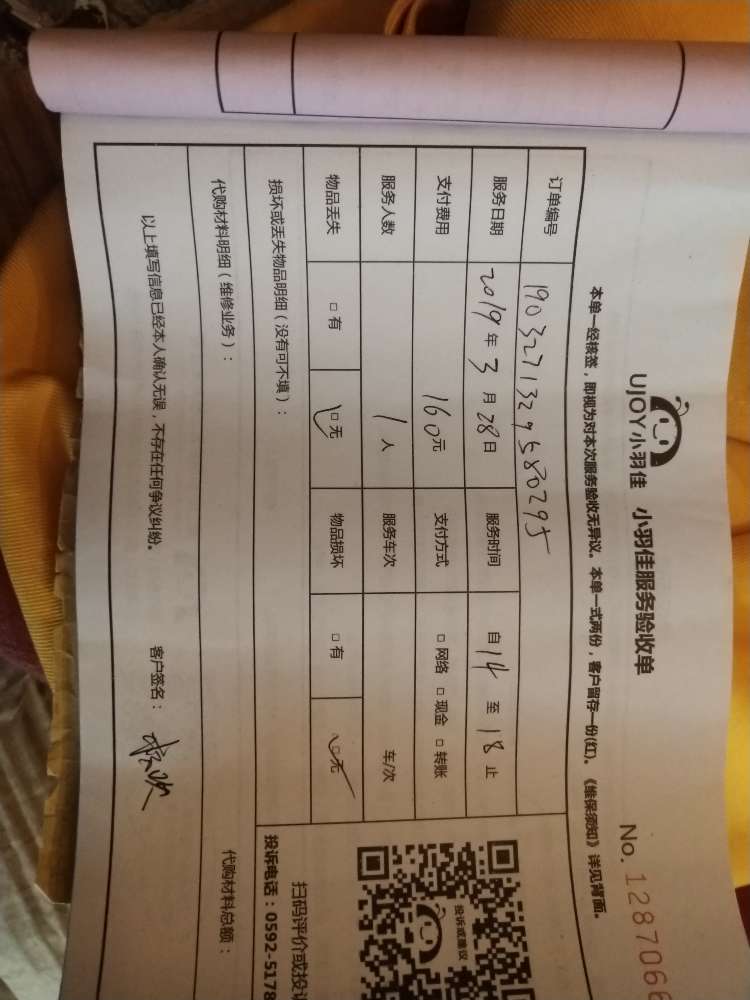 UJOY小羽佳 小羽佳服务验收单
No. 1287066
本单一经核签，即视为对本次服务验收无异议。本单一式两份，客户留存一份(红)。《维保须知》详见背面。
订单编号 1903271329580295
服务日期 2019年3月28日 服务时间 自14至18止
支付费用 160元 支付方式 □网络 □现金 □转账
服务人数 1人 服务车次 车/次
物品丢失 □有 □无 物品损坏 □有 □无
损坏或丢失物品明细（没有可不填）：
代购材料明细（维修业务）： 代购材料总额：
以上填写信息已经本人确认无误，不存在任何争议纠纷。 客户签名：
投诉或建议
扫码评价或投诉
投诉电话：0592-5178